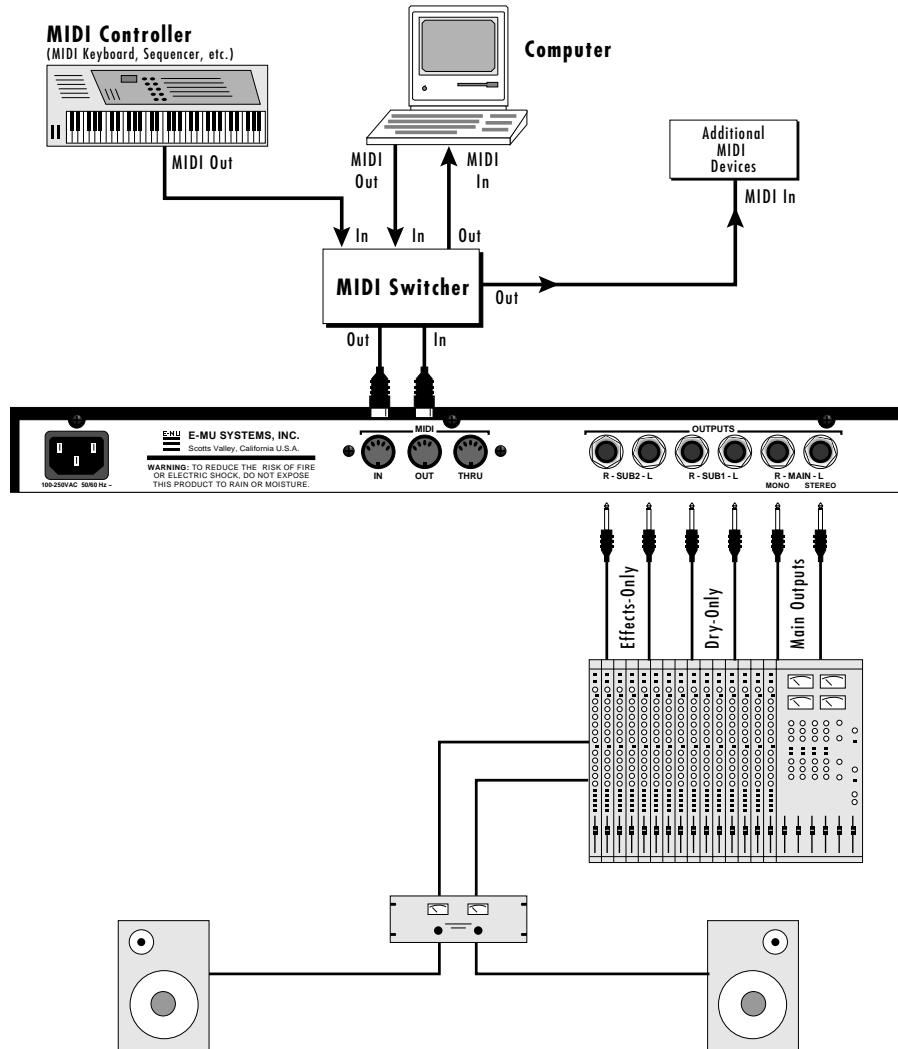 MIDI Controller
(MIDI Keyboard, Sequencer, etc.)
Computer
MIDI Out
MIDI
Out
MIDI
In
Additional
MIDI
Devices
MIDI In
In
In
Out
MIDI Switcher
Out
Out
In
E-MU
E-MU SYSTEMS, INC.
Scotts Valley, California U.S.A.
WARNING: TO REDUCE THE RISK OF FIRE
OR ELECTRIC SHOCK, DO NOT EXPOSE
THIS PRODUCT TO RAIN OR MOISTURE.
100-250VAC 50/60 Hz ~
MIDI
IN
OUT
THRU
OUTPUTS
R - SUB2 - L
R - SUB1 - L
R - MAIN - L
MONO
STEREO
Effects-Only
Dry-Only
Main Outputs